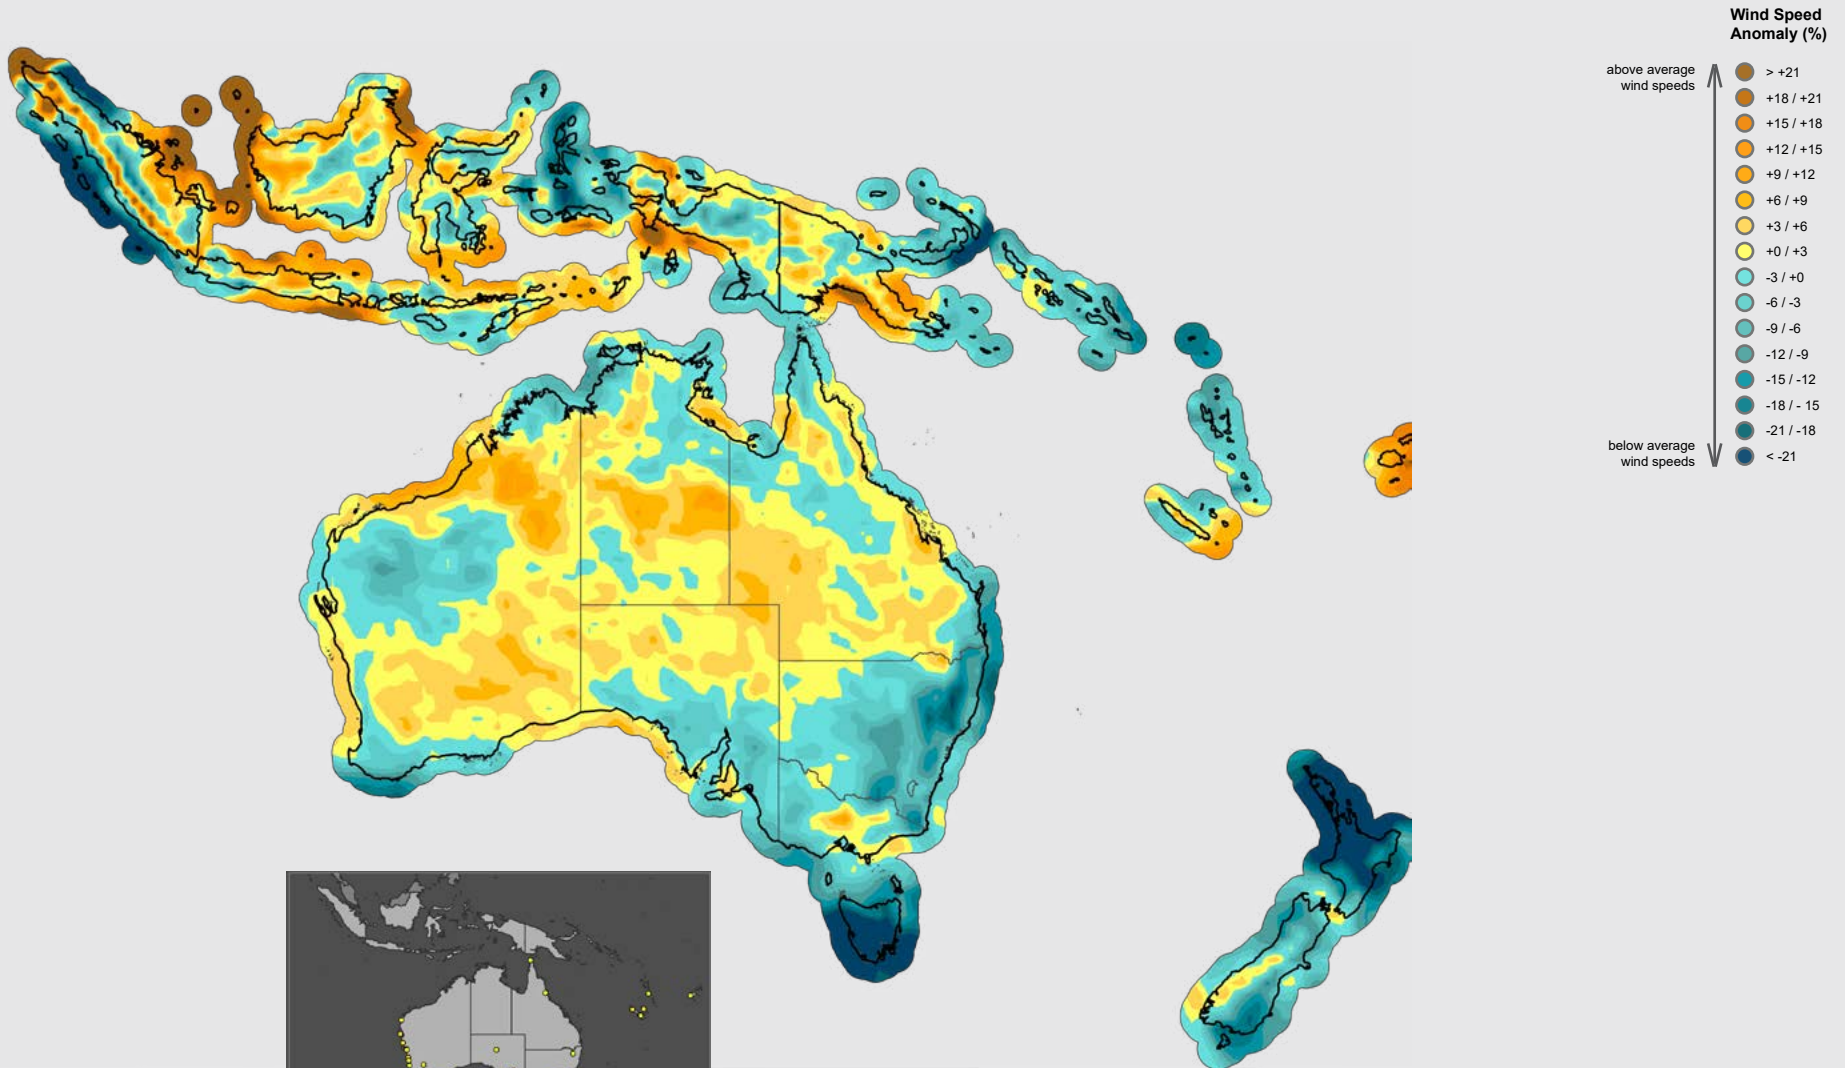 Wind Speed
Anomaly (%)
above average
wind speeds
> +21
+18 / +21
+15 / +18
+12 / +15
+9 / +12
+6 / +9
+3 / +6
+0 / +3
-3 / +0
-6 / -3
-9 / -6
-12 / -9
-15 / -12
-18 / - 15
-21 / -18
below average
wind speeds
< -21